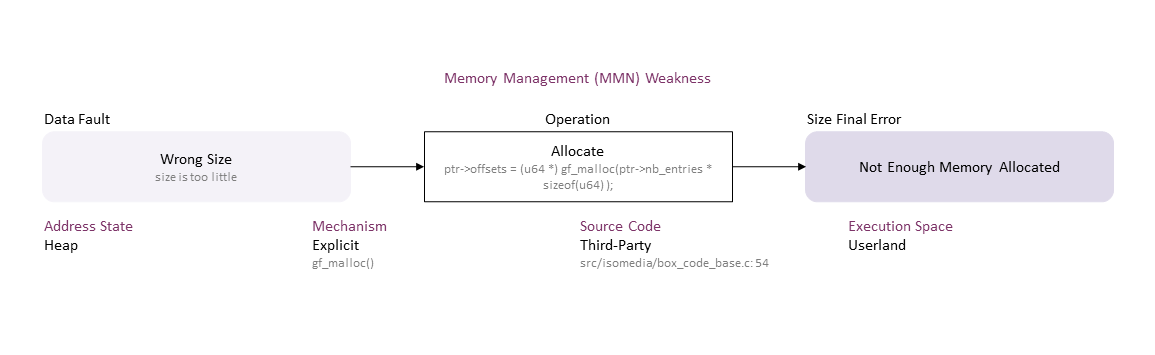 Memory Management (MMN) Weakness
Data Fault
Operation
Size Final Error
Wrong Size
size is too little
Allocate
ptr->offsets = (u64 *) gf_malloc(ptr->nb_entries *
sizeof(u64) );
Not Enough Memory Allocated
Address State
Heap
Mechanism
Explicit
gf_malloc()
Source Code
Third-Party
src/isomedia/box_code_base.c:54
Execution Space
Userland